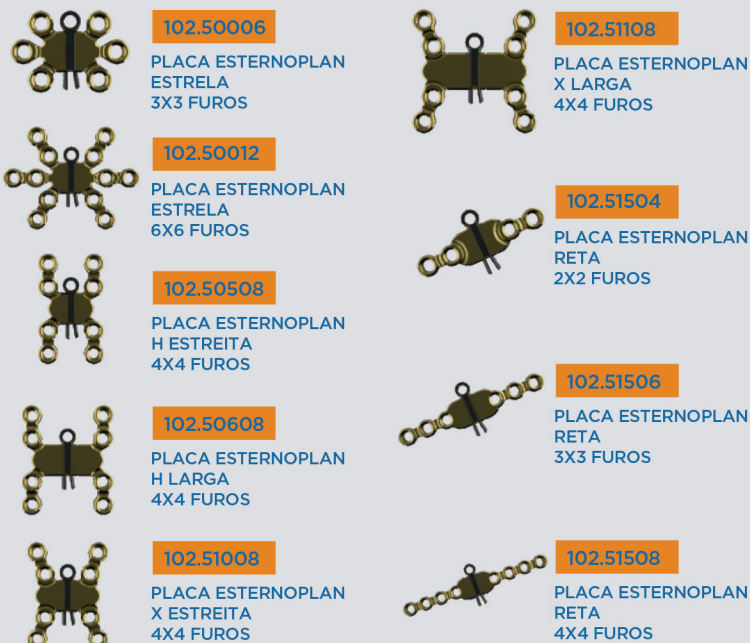 102.50006
PLACA ESTERNOPLAN
ESTRELA
3X3 FUROS
102.50012
PLACA ESTERNOPLAN
ESTRELA
6X6 FUROS
102.50508
PLACA ESTERNOPLAN
H ESTREITA
4X4 FUROS
102.50608
PLACA ESTERNOPLAN
H LARGA
4X4 FUROS
102.51008
PLACA ESTERNOPLAN
X ESTREITA
4X4 FUROS
102.51108
PLACA ESTERNOPLAN
X LARGA
4X4 FUROS
102.51504
PLACA ESTERNOPLAN
RETA
2X2 FUROS
102.51506
PLACA ESTERNOPLAN
RETA
3X3 FUROS
102.51508
PLACA ESTERNOPLAN
RETA
4X4 FUROS